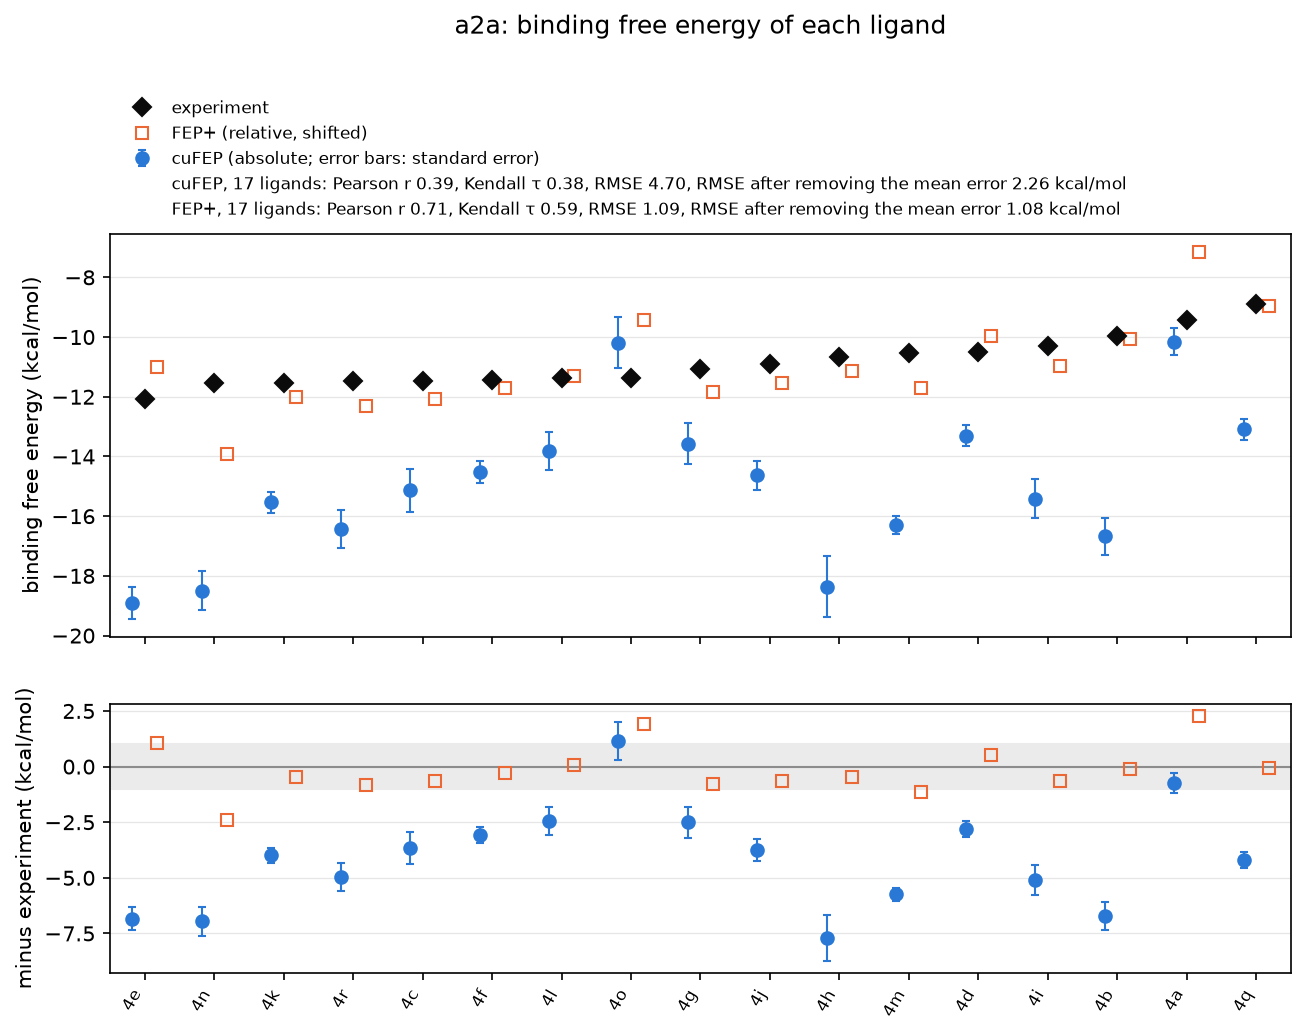 a2a: binding free energy of each ligand
experiment
FEP+ (relative, shifted)
cuFEP (absolute; error bars: standard error)
cuFEP, 17 ligands: Pearson r 0.39, Kendall τ 0.38, RMSE 4.70, RMSE after removing the mean error 2.26 kcal/mol
FEP+, 17 ligands: Pearson r 0.71, Kendall τ 0.59, RMSE 1.09, RMSE after removing the mean error 1.08 kcal/mol
binding free energy (kcal/mol)
−8
−10
−12
−14
−16
−18
−20
minus experiment (kcal/mol)
2.5
0.0
−2.5
−5.0
−7.5
4e 4n 4k 4r 4c 4f 4l 4o 4g 4j 4h 4m 4d 4i 4b 4a 4q